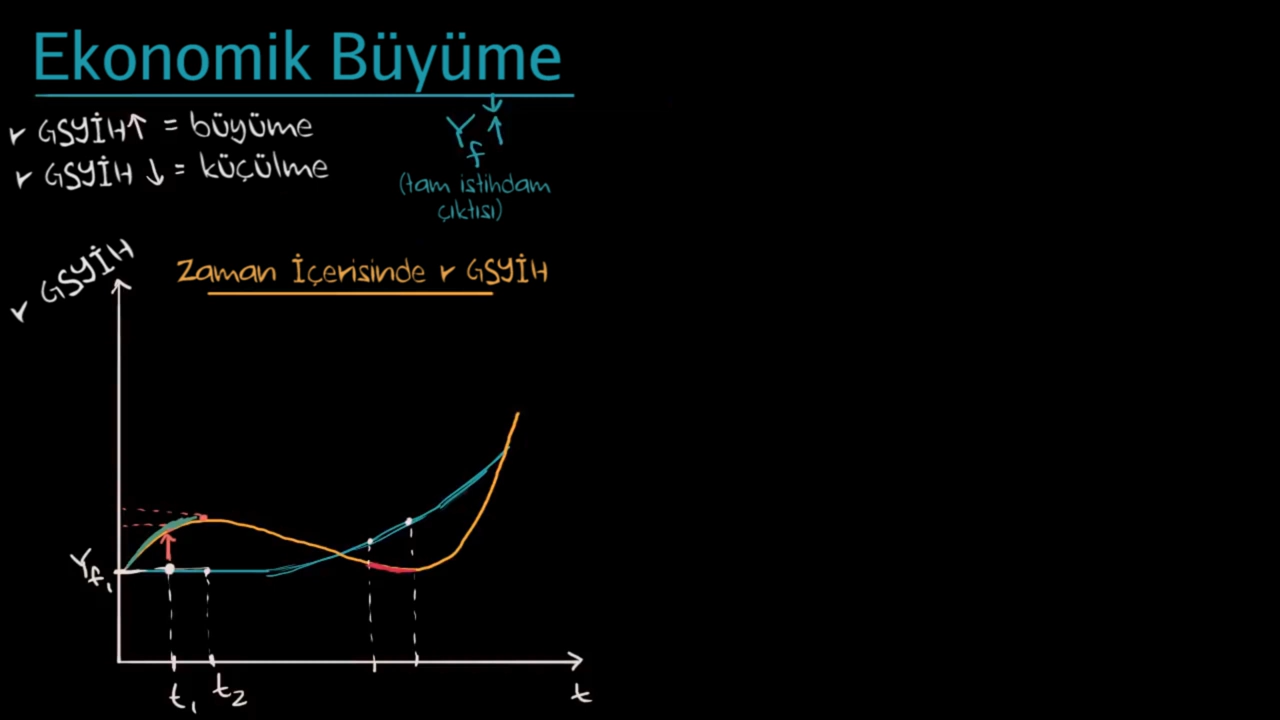 Ekonomik Büyüme
r GSYİH↑ = büyüme
r GSYİH ↓ = küçülme
Yf ↓↑
(tam istihdam
çıktısı)
r GSYİH
Zaman İçerisinde r GSYİH
Yf₁
t₁
t₂
t